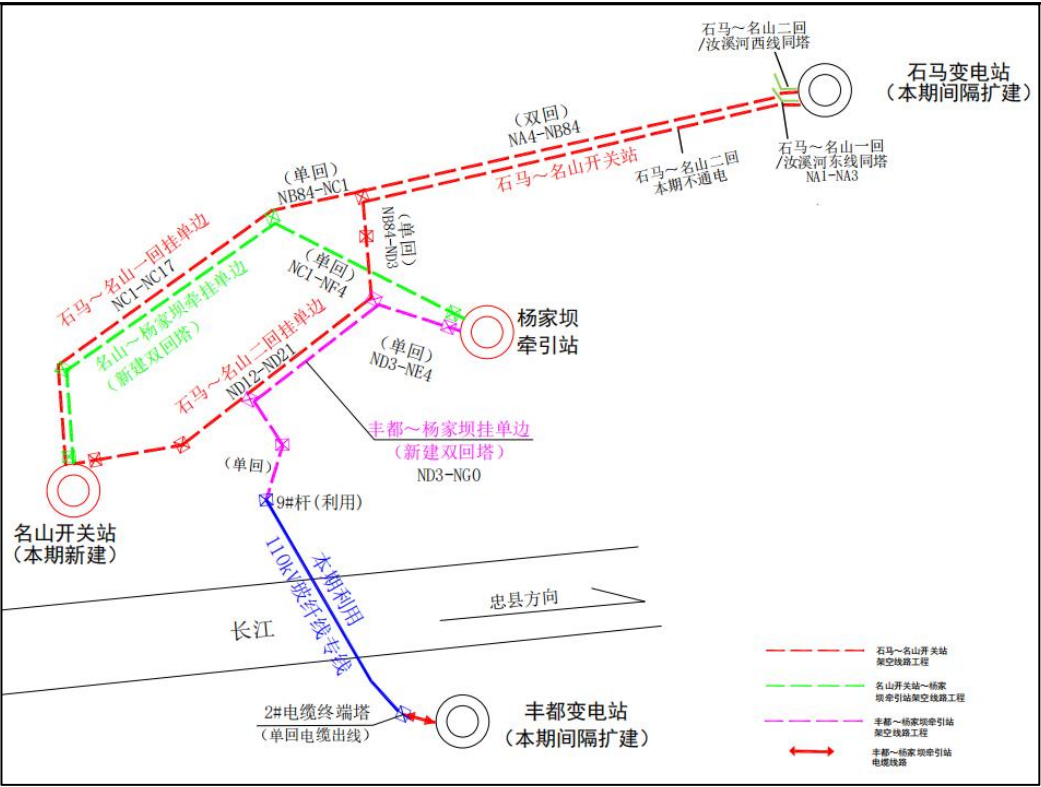 石马～名山二回
/汝溪河西线同塔
石马变电站
（本期间隔扩建）
（双回）
NA4-NB84
石马～名山一回
/汝溪河东线同塔
NA1-NA3
石马～名山二回
本期不通电
石马～名山开关站
（单回）
NB84-NC1
（单回）
NB84-ND3
石马～名山一回挂单边
NC1-NC17
名山～杨家坝牵挂单边
（新建双回塔）
（单回）
NC1-NF4
杨家坝
牵引站
（单回）
ND3-NE4
石马～名山二回挂单边
ND12-ND21
丰都～杨家坝挂单边
（新建双回塔）
ND3-NG0
（单回）
9#杆(利用)
名山开关站
（本期新建）
本期利用
110kV玻纤线专线
忠县方向
长江
2#电缆终端塔
（单回电缆出线）
丰都变电站
（本期间隔扩建）
石马～名山开关站
架空线路工程
名山开关站～杨家
坝牵引站架空线路工程
丰都～杨家坝牵引站
架空线路工程
丰都～杨家坝牵引站
电缆线路